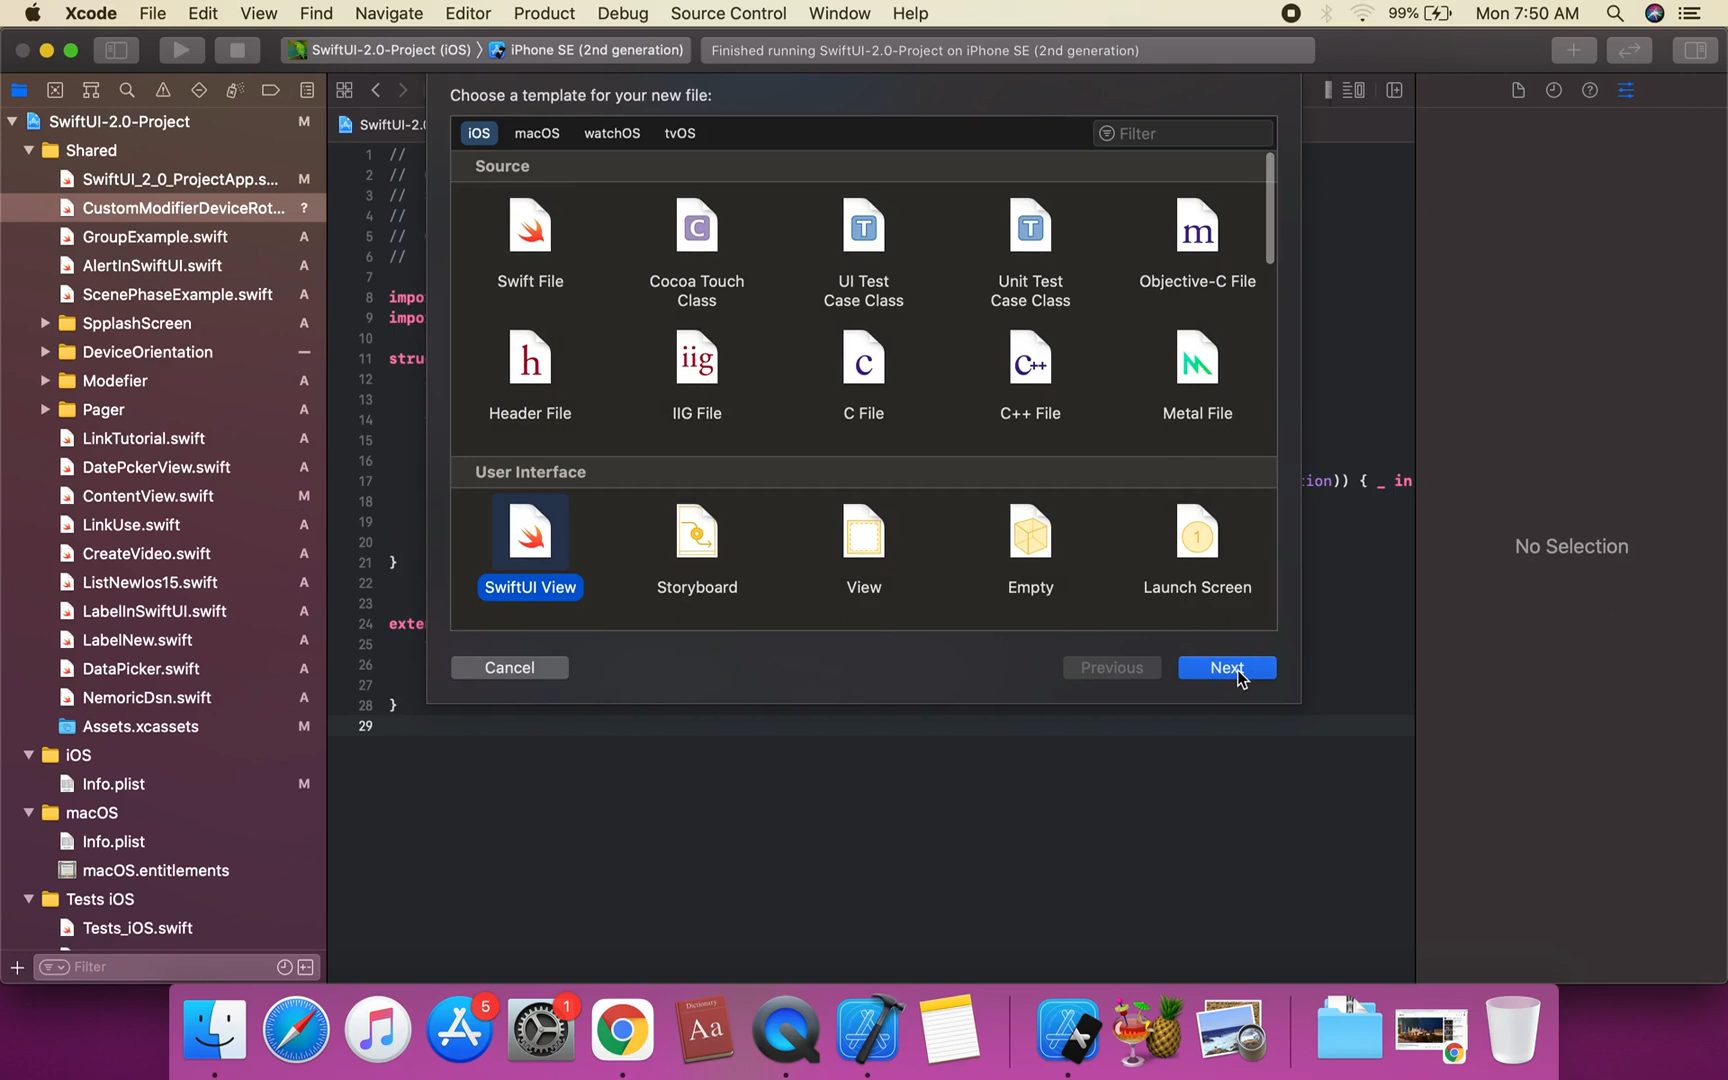 Xcode File Edit View Find Navigate Editor Product Debug Source Control Window Help 99% Mon 7:50 AM
SwiftUI-2.0-Project (iOS) 〉 iPhone SE (2nd generation) Finished running SwiftUI-2.0-Project on iPhone SE (2nd generation)
SwiftUI-2.0-Project M
Shared
SwiftUI_2_0_ProjectApp.s... M
CustomModifierDeviceRot... ?
GroupExample.swift A
AlertInSwiftUI.swift A
ScenePhaseExample.swift A
SpplashScreen A
DeviceOrientation —
Modefier A
Pager A
LinkTutorial.swift A
DatePckerView.swift A
ContentView.swift M
LinkUse.swift A
CreateVideo.swift A
ListNewIos15.swift A
LabelInSwiftUI.swift A
LabelNew.swift A
DataPicker.swift A
NemoricDsn.swift A
Assets.xcassets M
iOS
Info.plist M
macOS
Info.plist
macOS.entitlements
Tests iOS
Tests_iOS.swift
Filter
SwiftUI-2.0
1 //
2 //
3 //
4 //
5 //
6 //
7
8 impo
9 impo
10
11 stru
12
13
14
15
16
17 ion)) { _ in
18
19
20
21 }
22
23
24 exte
25
26
27
28 }
29
Choose a template for your new file:
iOS macOS watchOS tvOS Filter
Source
Swift File
Cocoa Touch
Class
UI Test
Case Class
Unit Test
Case Class
Objective-C File
C T T m
h iig c c++
Header File IIG File C File C++ File Metal File
User Interface
1
SwiftUI View Storyboard View Empty Launch Screen
Cancel Previous Next
No Selection
5 1
Dictionary
Aa